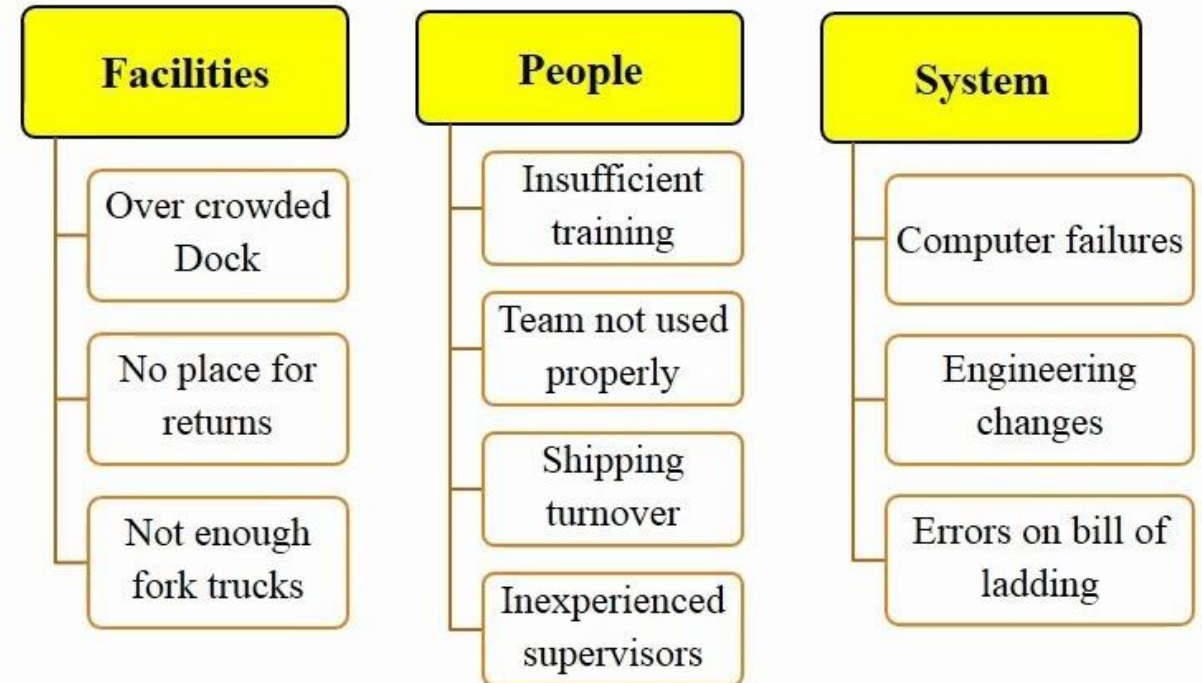 Facilities
Over crowded
Dock
No place for
returns
Not enough
fork trucks
People
Insufficient
training
Team not used
properly
Shipping
turnover
Inexperienced
supervisors
System
Computer failures
Engineering
changes
Errors on bill of
ladding